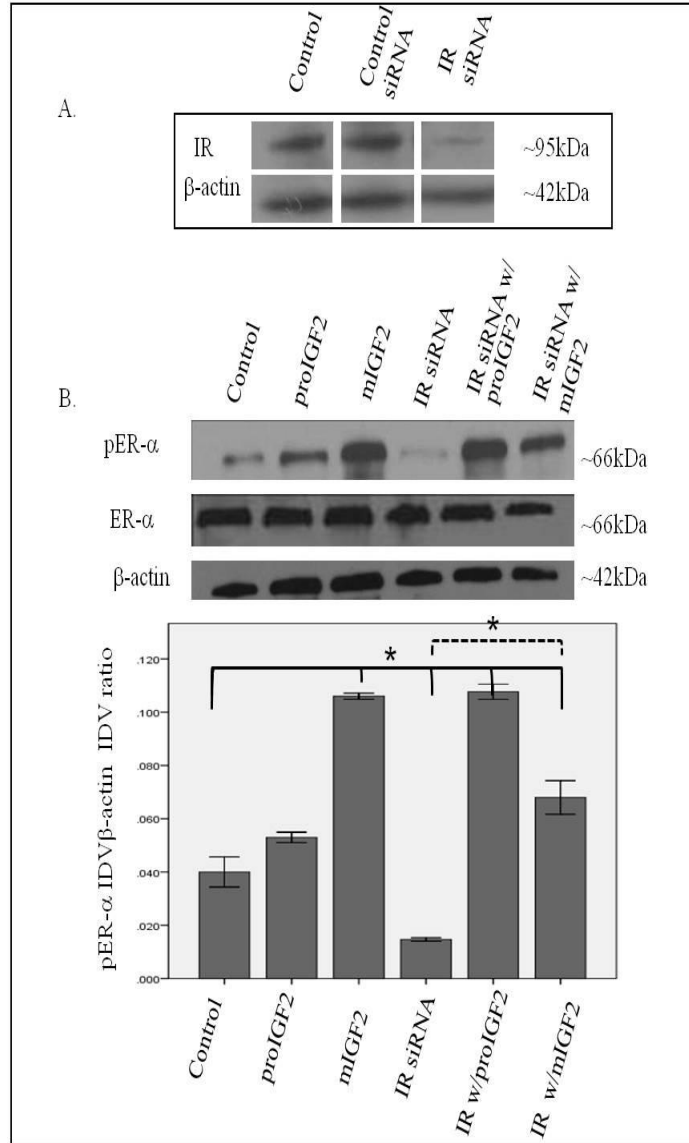 Control
Control siRNA
IR siRNA
A.
IR
~95kDa
β-actin
~42kDa
Control
proIGF2
mIGF2
IR siRNA
IR siRNA w/ proIGF2
IR siRNA w/ mIGF2
B.
pER-α
~66kDa
ER-α
~66kDa
β-actin
~42kDa
*
*
.120
.100
.080
.060
.040
.020
.000
pER-α IDV\β-actin IDV ratio
Control
proIGF2
mIGF2
IR siRNA
IR w/proIGF2
IR w/mIGF2